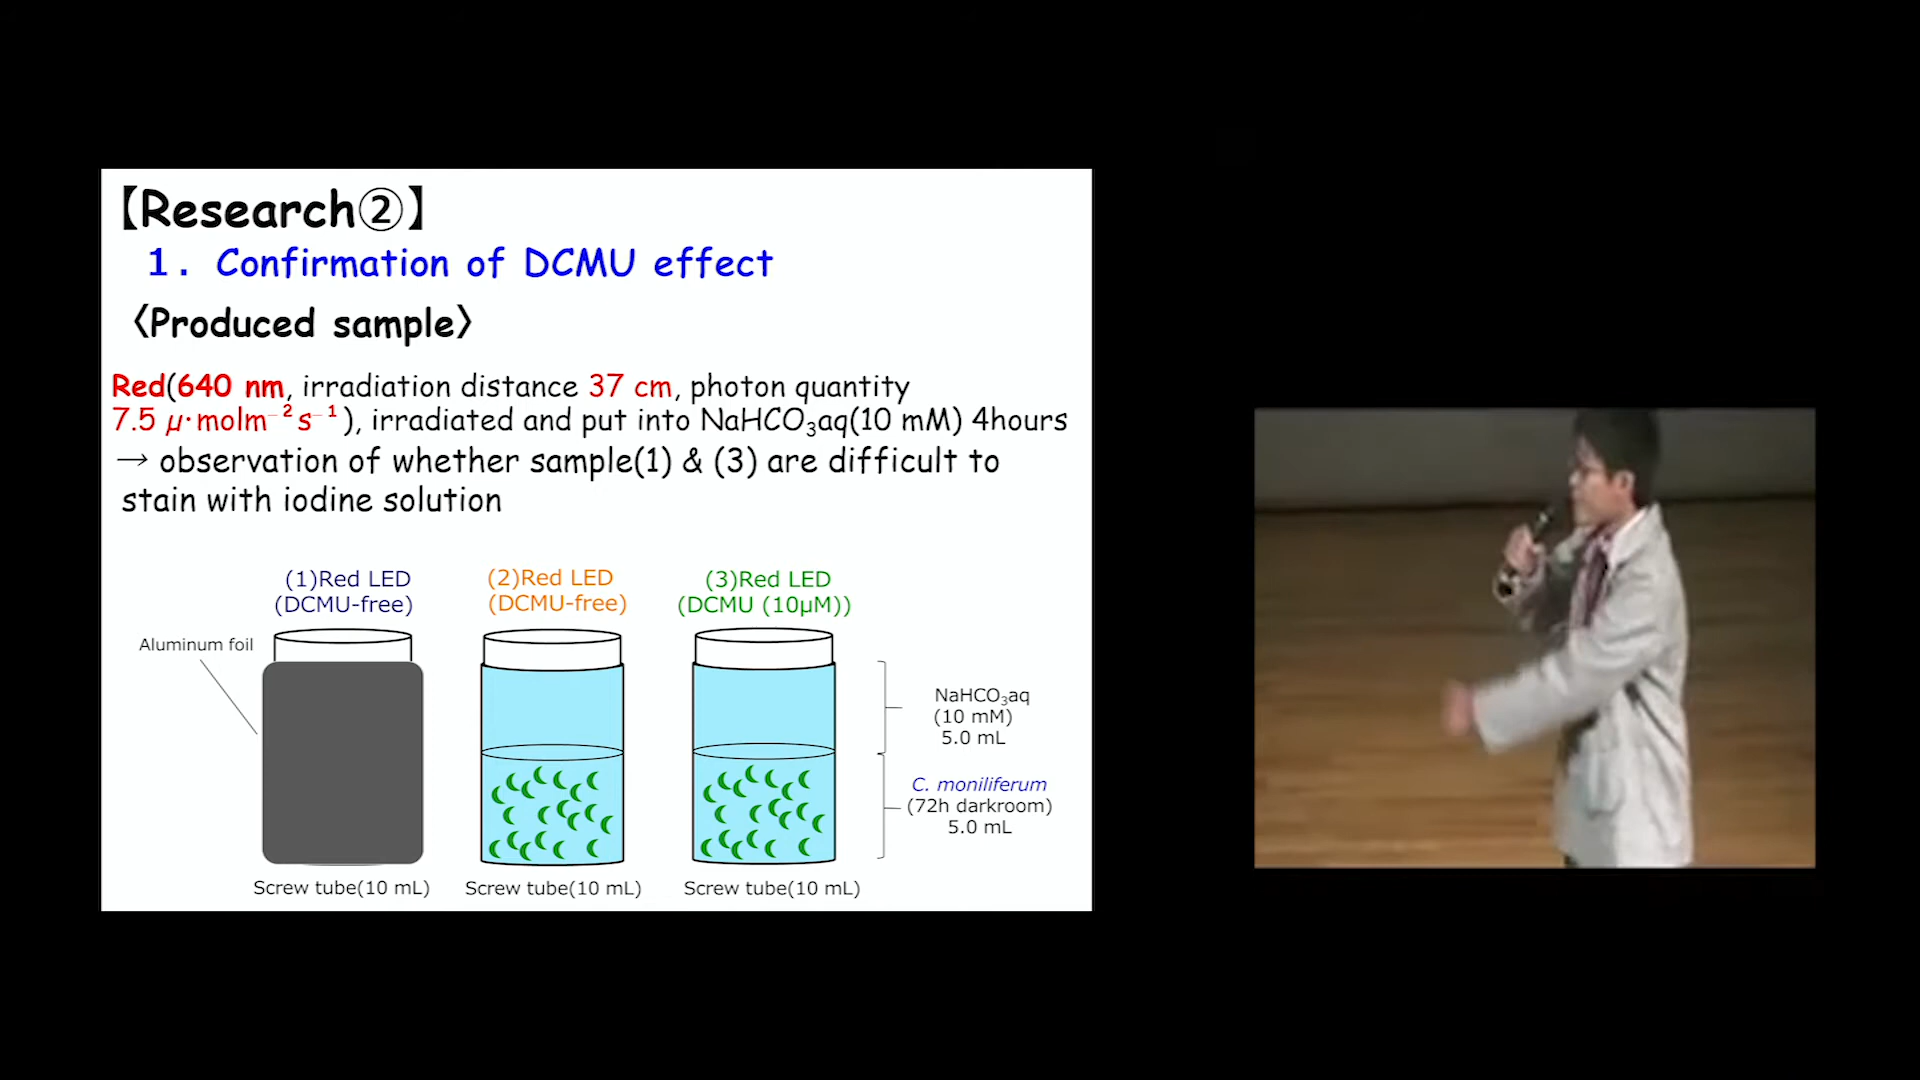 【Research②】
1. Confirmation of DCMU effect
〈Produced sample〉
Red(640 nm, irradiation distance 37 cm, photon quantity
7.5 μ·molm⁻²s⁻¹), irradiated and put into NaHCO₃aq(10 mM) 4hours
→ observation of whether sample(1) & (3) are difficult to
stain with iodine solution
(1)Red LED
(DCMU-free)
(2)Red LED
(DCMU-free)
(3)Red LED
(DCMU (10μM))
Aluminum foil
NaHCO₃aq
(10 mM)
5.0 mL
C. moniliferum
(72h darkroom)
5.0 mL
Screw tube(10 mL)
Screw tube(10 mL)
Screw tube(10 mL)